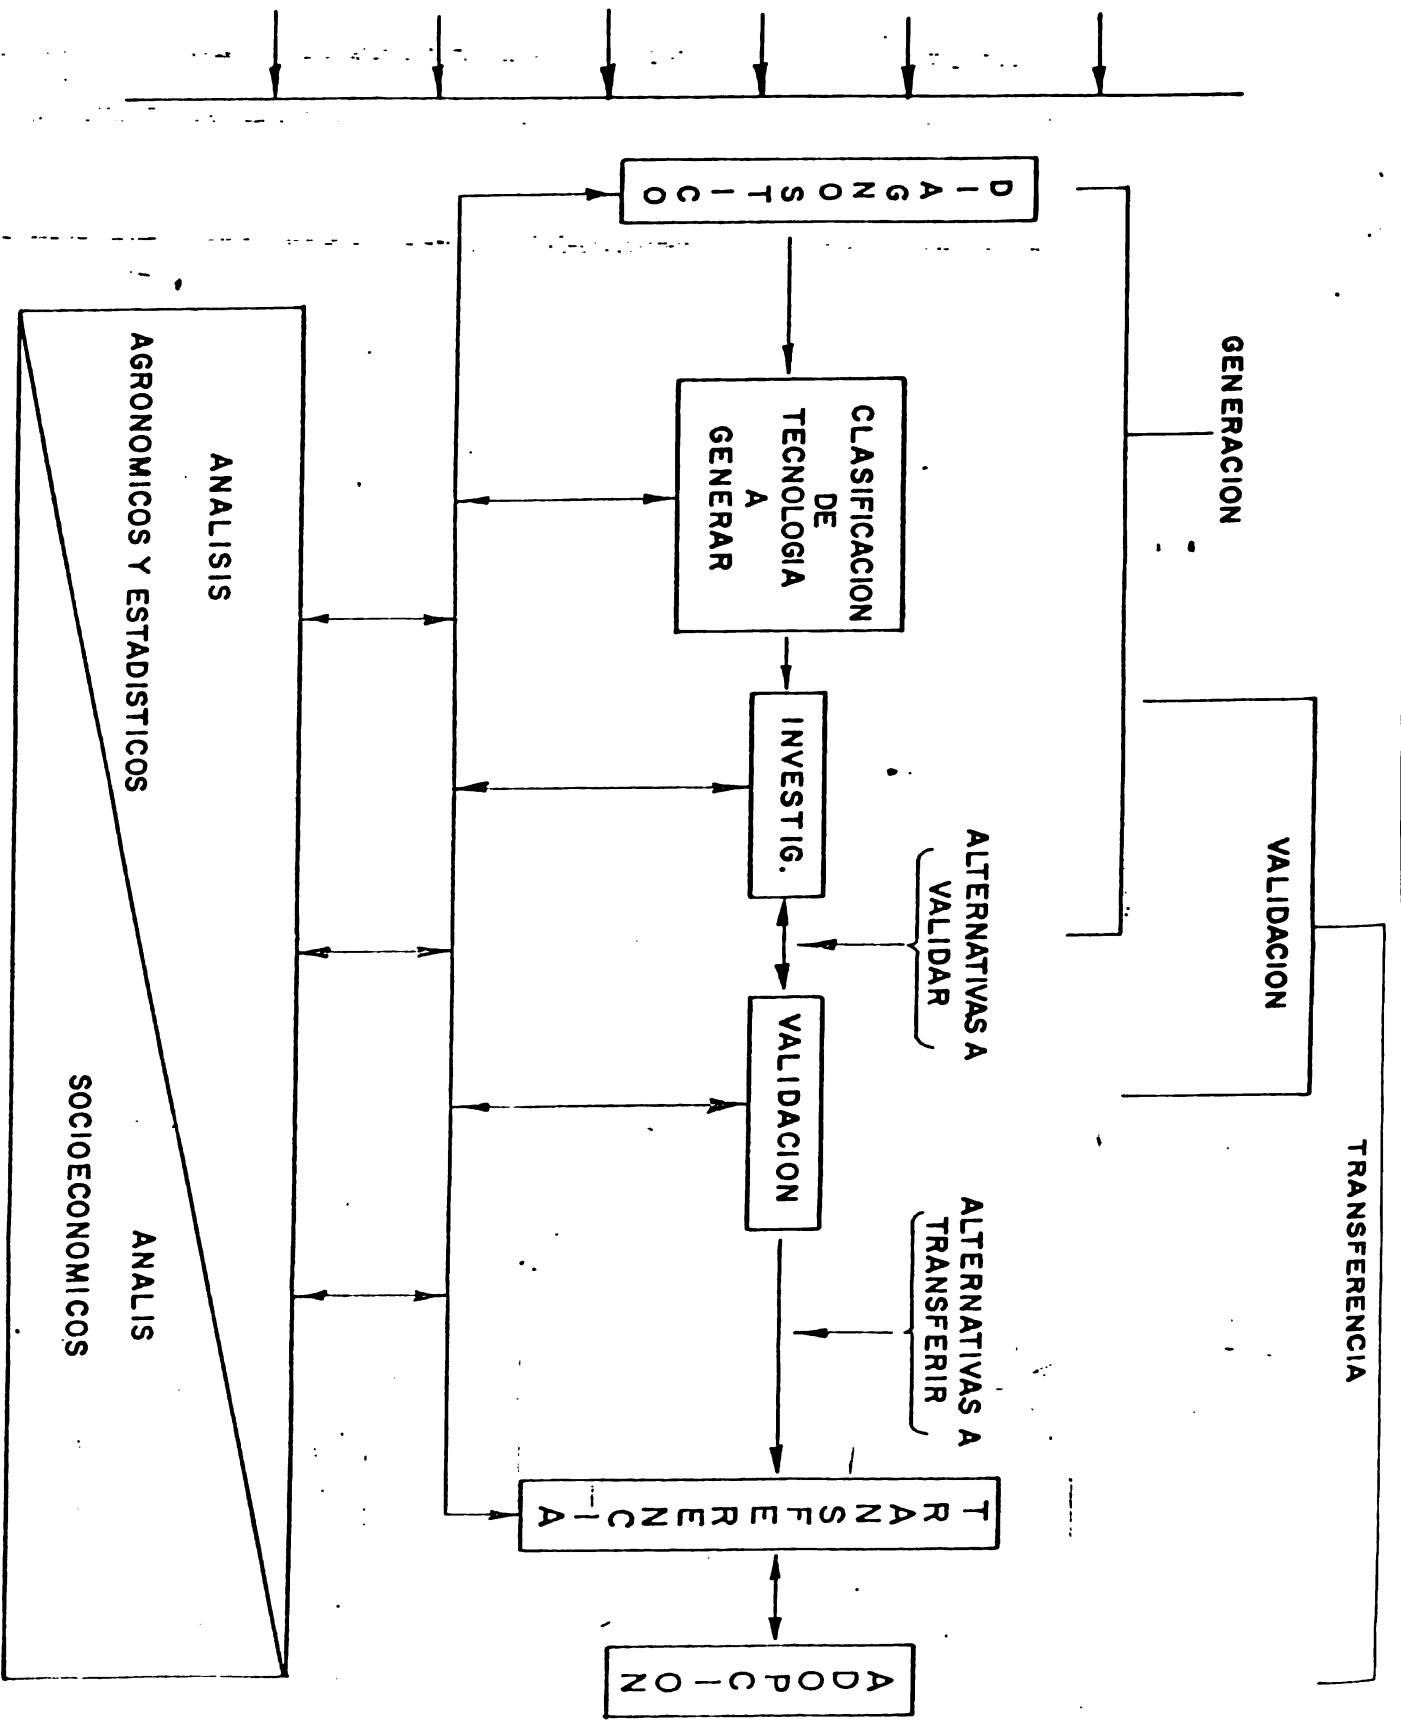 TRANSFERENCIA
VALIDACION
GENERACION
ALTERNATIVAS A
VALIDAR
ALTERNATIVAS A
TRANSFERIR
DIAGNOSTICO
CLASIFICACION
DE
TECNOLOGIA
A
GENERAR
INVESTIG.
VALIDACION
TRANSFERENCIA
ADOPCION
ANALISIS
AGRONOMICOS Y ESTADISTICOS
ANALIS
SOCIOECONOMICOS